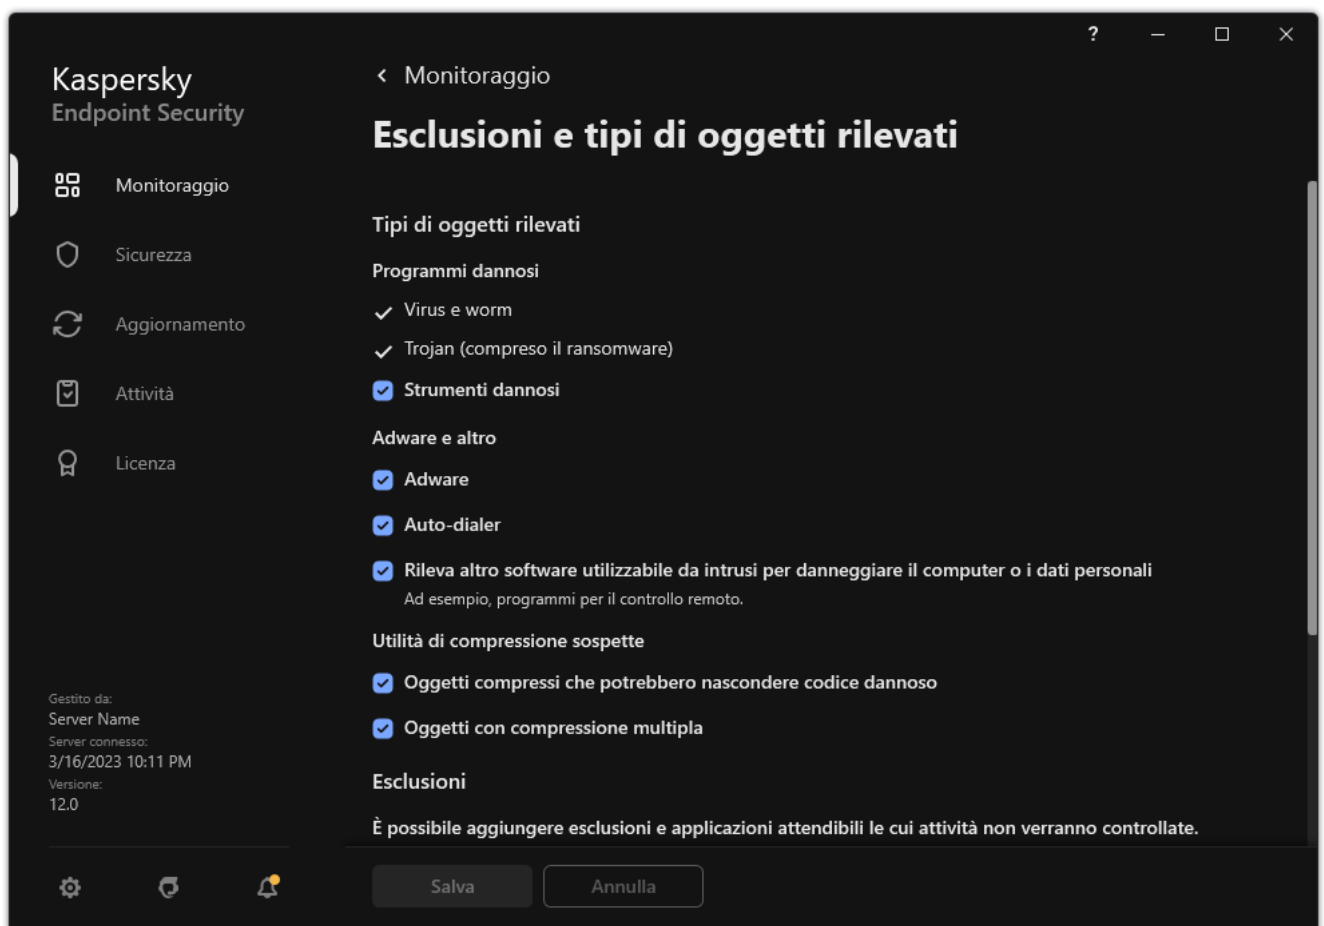 ?
Kaspersky
Endpoint Security
Monitoraggio
Sicurezza
Aggiornamento
Attività
Licenza
Gestito da:
Server Name
Server connesso:
3/16/2023 10:11 PM
Versione:
12.0
Monitoraggio
Esclusioni e tipi di oggetti rilevati
Tipi di oggetti rilevati
Programmi dannosi
Virus e worm
Trojan (compreso il ransomware)
Strumenti dannosi
Adware e altro
Adware
Auto-dialer
Rileva altro software utilizzabile da intrusi per danneggiare il computer o i dati personali
Ad esempio, programmi per il controllo remoto.
Utilità di compressione sospette
Oggetti compressi che potrebbero nascondere codice dannoso
Oggetti con compressione multipla
Esclusioni
È possibile aggiungere esclusioni e applicazioni attendibili le cui attività non verranno controllate.
Salva
Annulla